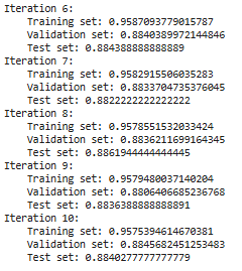 Iteration 6:
Training set: 0.9587093779015787
Validation set: 0.8840389972144846
Test set: 0.884388888888889
Iteration 7:
Training set: 0.9582915506035283
Validation set: 0.8833704735376045
Test set: 0.8822222222222222
Iteration 8:
Training set: 0.9578551532033424
Validation set: 0.8836211699164345
Test set: 0.8861944444444445
Iteration 9:
Training set: 0.9579480037140204
Validation set: 0.8806406685236768
Test set: 0.8836388888888891
Iteration 10:
Training set: 0.9575394614670381
Validation set: 0.8845682451253483
Test set: 0.8840277777777779